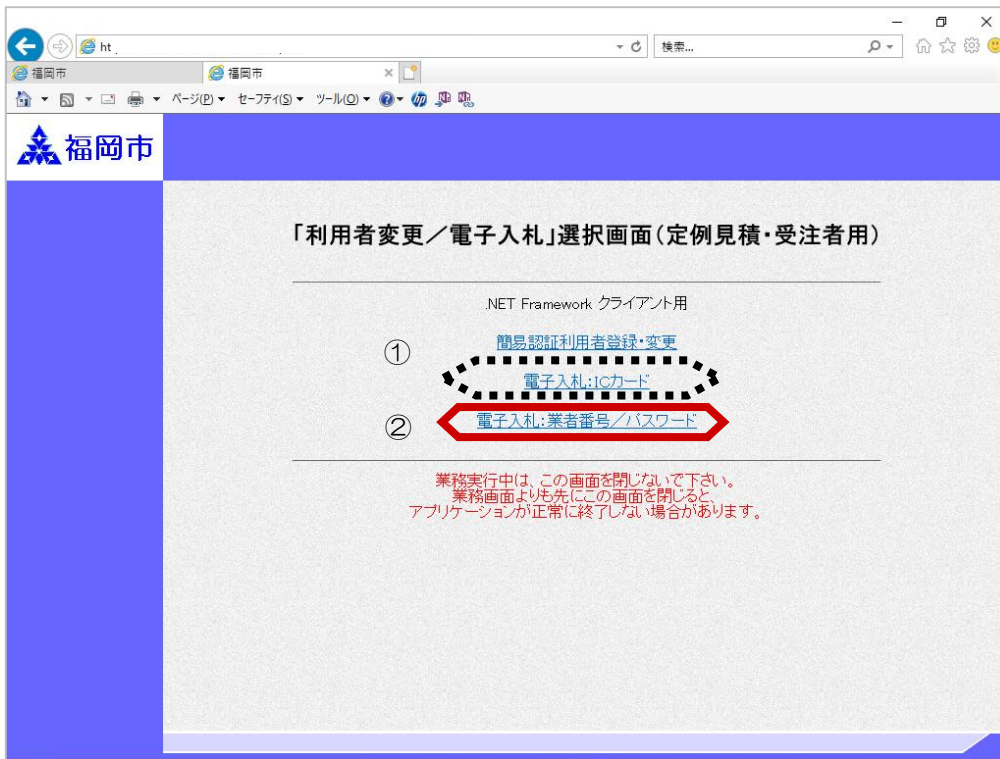 ht
検索...
福岡市
福岡市
ページ(P) セーフティ(S) ツール(O)
福岡市
「利用者変更／電子入札」選択画面(定例見積・受注者用)
.NET Framework クライアント用
① 簡易認証利用者登録・変更
電子入札:ICカード
② 電子入札:業者番号／パスワード
業務実行中は、この画面を閉じないで下さい。
業務画面よりも先にこの画面を閉じると、
アプリケーションが正常に終了しない場合があります。